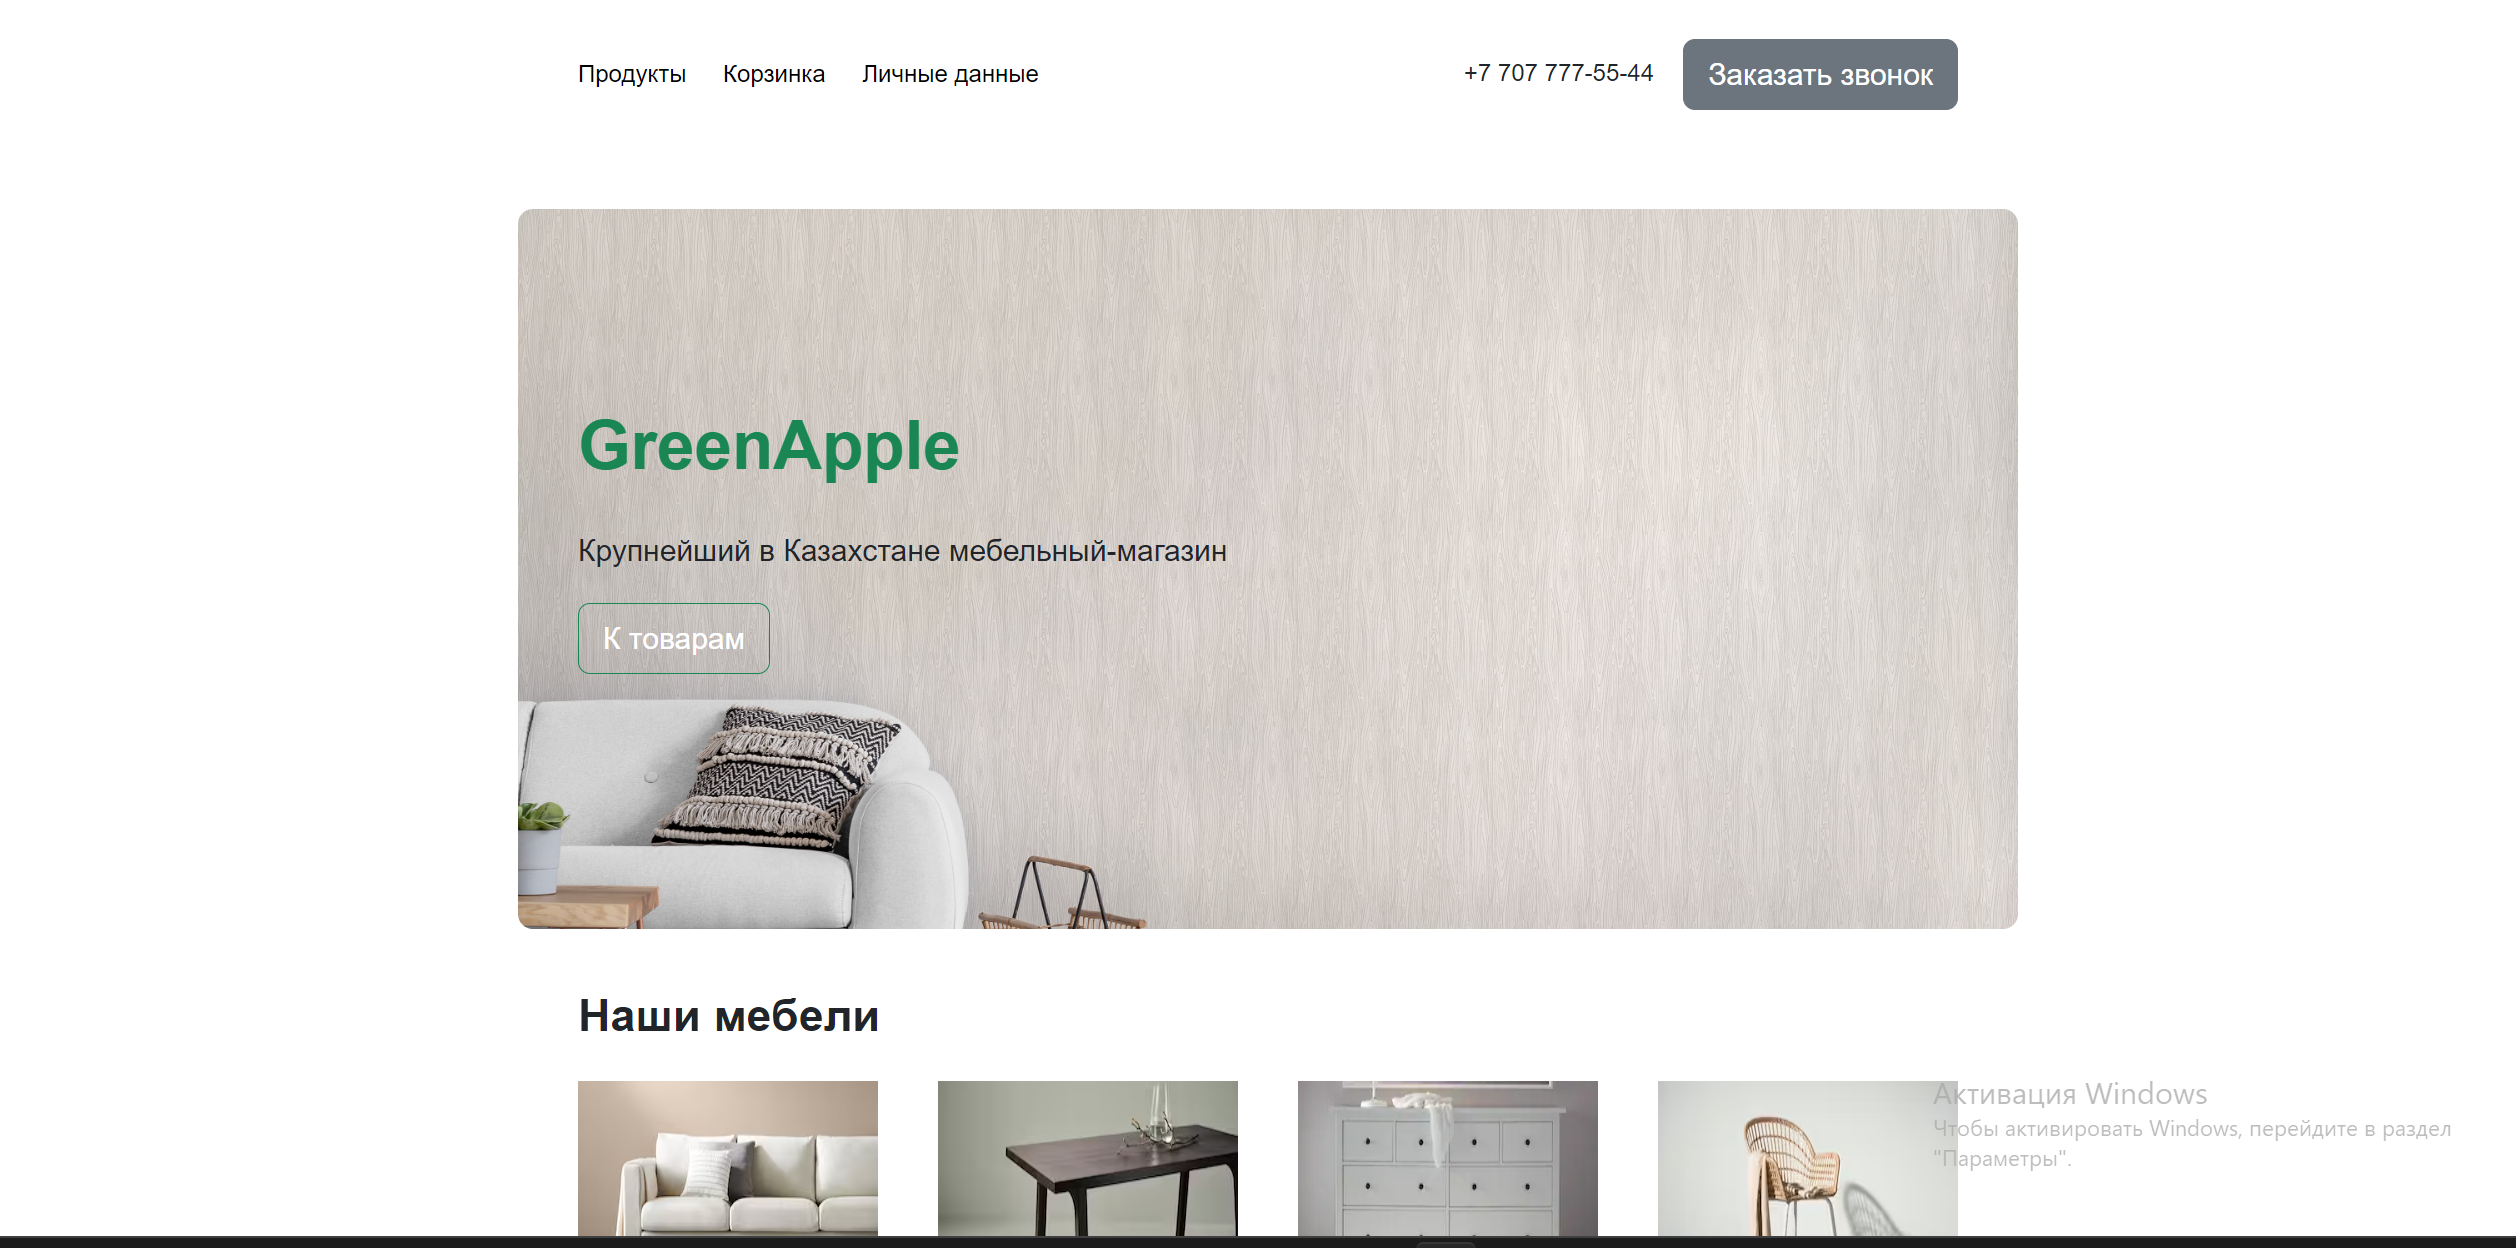 Продукты Корзинка Личные данные +7 707 777-55-44 Заказать звонок
GreenApple
Крупнейший в Казахстане мебельный-магазин
К товарам
Наши мебели
Активация Windows
Чтобы активировать Windows, перейдите в раздел
"Параметры".